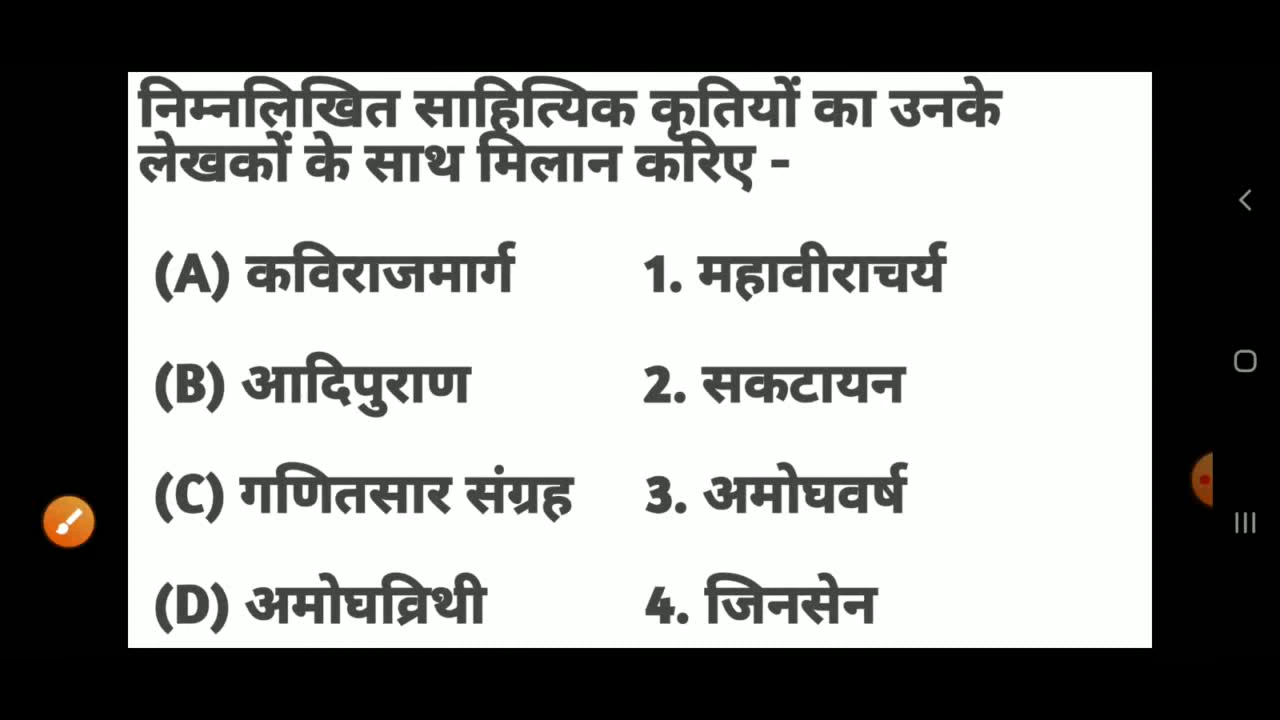 निम्नलिखित साहित्यिक कृतियों का उनके
लेखकों के साथ मिलान करिए -
(A) कविराजमार्ग 1. महावीराचर्य
(B) आदिपुराण 2. सकटायन
(C) गणितसार संग्रह 3. अमोघवर्ष
(D) अमोघव्रिथी 4. जिनसेन